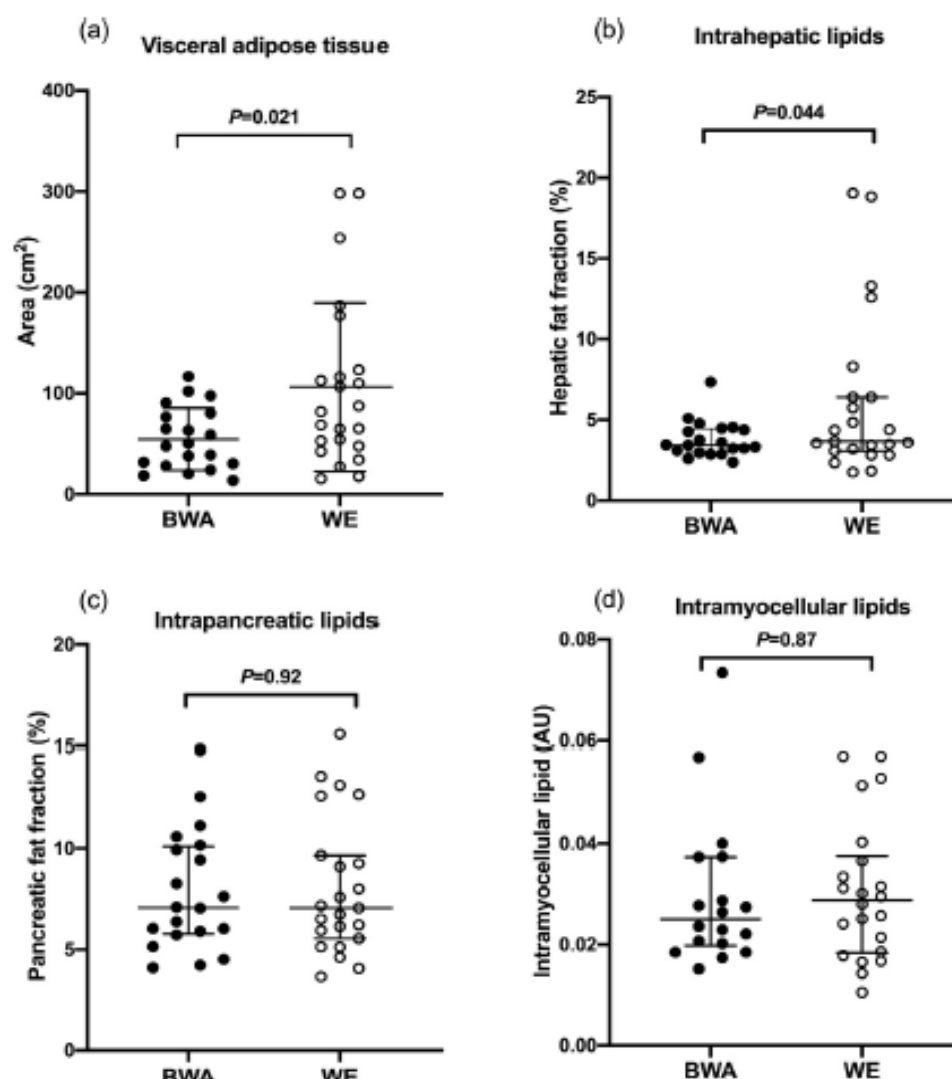 (a)
Visceral adipose tissue
400
300
200
100
0
Area (cm²)
P=0.021
BWA WE
(b)
Intrahepatic lipids
25
20
15
10
5
0
Hepatic fat fraction (%)
P=0.044
BWA WE
(c)
Intrapancreatic lipids
20
15
10
5
0
Pancreatic fat fraction (%)
P=0.92
BWA WE
(d)
Intramyocellular lipids
0.08
0.06
0.04
0.02
0.00
Intramyocellular lipid (AU)
P=0.87
BWA WE